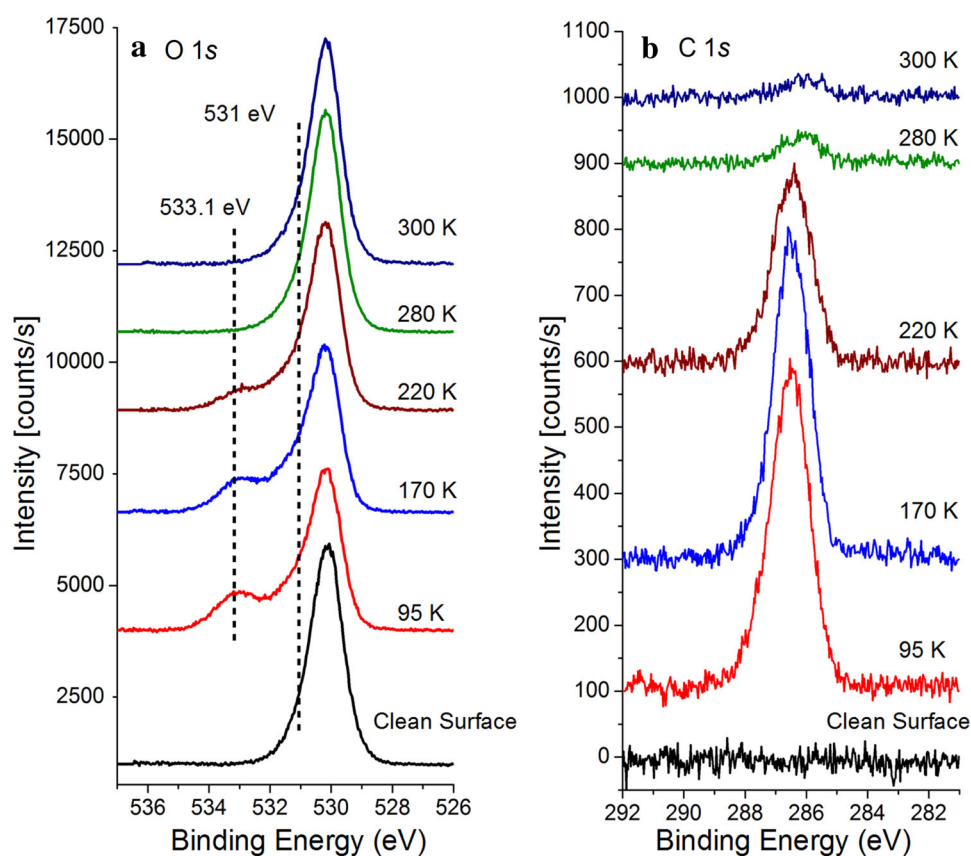 a O 1s
17500
15000
12500
10000
7500
5000
2500
Intensity [counts/s]
531 eV
533.1 eV
300 K
280 K
220 K
170 K
95 K
Clean Surface
536 534 532 530 528 526
Binding Energy (eV)
b C 1s
1100
1000
900
800
700
600
500
400
300
200
100
0
Intensity [counts/s]
300 K
280 K
220 K
170 K
95 K
Clean Surface
292 290 288 286 284 282
Binding Energy (eV)